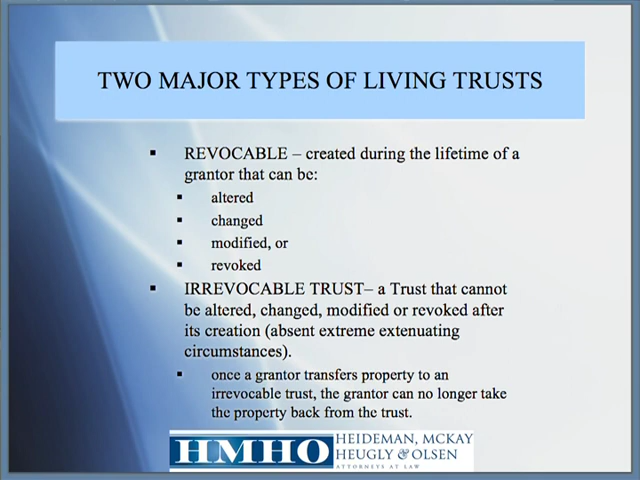 TWO MAJOR TYPES OF LIVING TRUSTS
▪ REVOCABLE – created during the lifetime of a
grantor that can be:
▪ altered
▪ changed
▪ modified, or
▪ revoked
▪ IRREVOCABLE TRUST– a Trust that cannot
be altered, changed, modified or revoked after
its creation (absent extreme extenuating
circumstances).
▪ once a grantor transfers property to an
irrevocable trust, the grantor can no longer take
the property back from the trust.
HMHO
HEIDEMAN, MCKAY
HEUGLY & OLSEN
ATTORNEYS AT LAW